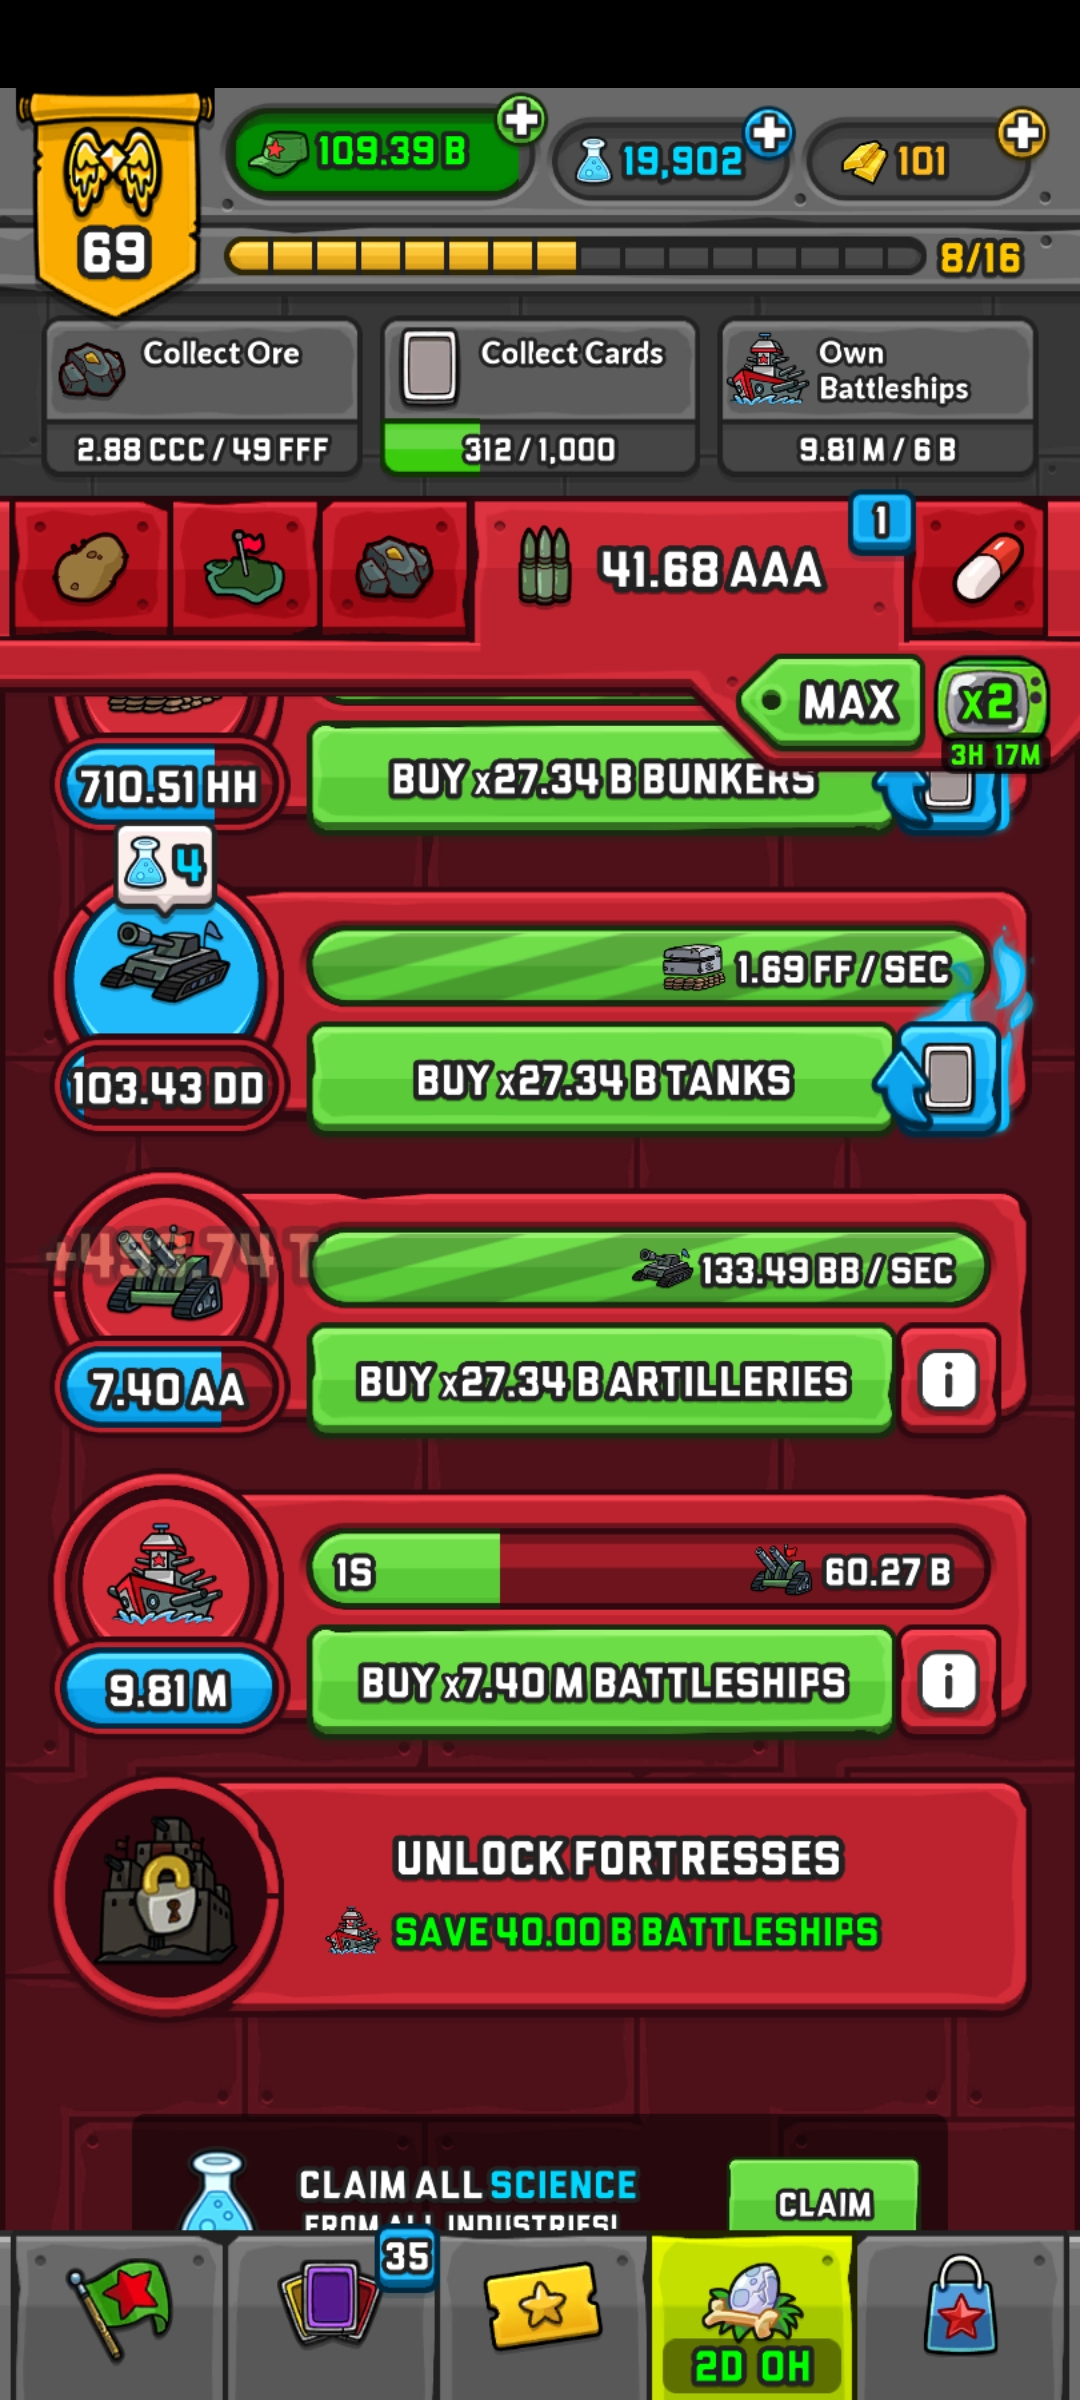 109.39 B
19,902
101
69
8/16
Collect Ore
2.88 CCC / 49 FFF
Collect Cards
312 / 1,000
Own
Battleships
9.81 M / 6 B
41.68 AAA
1
MAX
x2
3H 17M
710.51 HH
BUY x27.34 B BUNKERS
4
1.69 FF / SEC
103.43 DD
BUY x27.34 B TANKS
133.49 BB / SEC
7.40 AA
BUY x27.34 B ARTILLERIES
i
1S
60.27 B
9.81 M
BUY x7.40 M BATTLESHIPS
i
UNLOCK FORTRESSES
SAVE 40.00 B BATTLESHIPS
CLAIM ALL SCIENCE
FROM ALL INDUSTRIES!
CLAIM
35
2D 0H